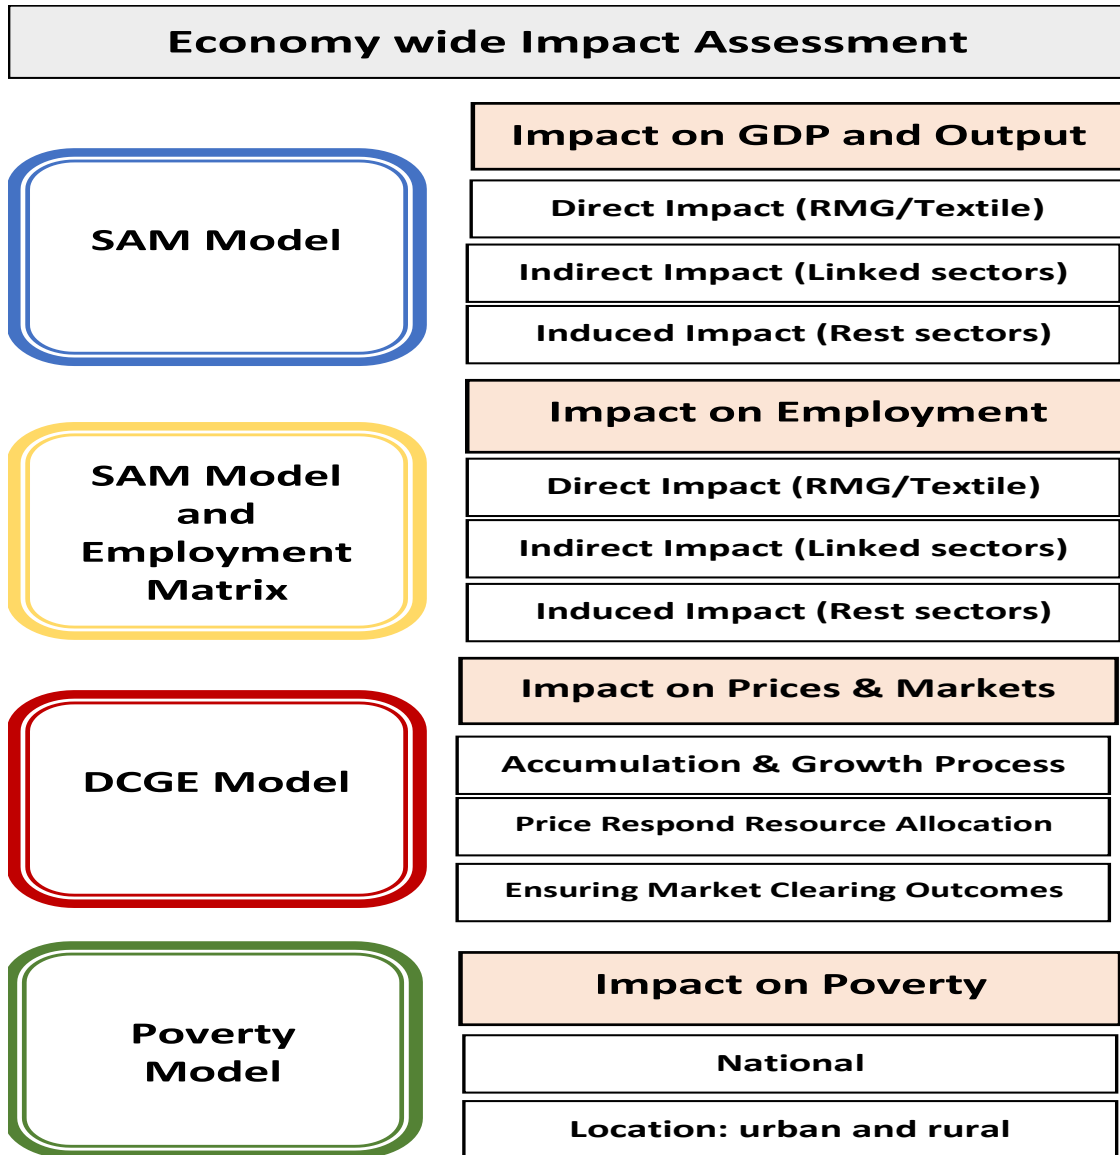 Economy wide Impact Assessment
SAM Model
Impact on GDP and Output
Direct Impact (RMG/Textile)
Indirect Impact (Linked sectors)
Induced Impact (Rest sectors)
SAM Model
and
Employment
Matrix
Impact on Employment
Direct Impact (RMG/Textile)
Indirect Impact (Linked sectors)
Induced Impact (Rest sectors)
DCGE Model
Impact on Prices & Markets
Accumulation & Growth Process
Price Respond Resource Allocation
Ensuring Market Clearing Outcomes
Poverty
Model
Impact on Poverty
National
Location: urban and rural